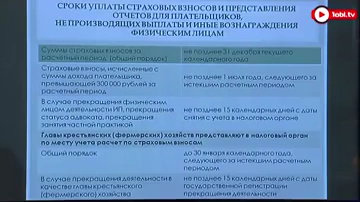 1obl.tv
СРОКИ УПЛАТЫ СТРАХОВЫХ ВЗНОСОВ И ПРЕДСТАВЛЕНИЯ
ОТЧЕТОВ ДЛЯ ПЛАТЕЛЬЩИКОВ,
НЕ ПРОИЗВОДЯЩИХ ВЫПЛАТЫ И ИНЫЕ ВОЗНАГРАЖДЕНИЯ
ФИЗИЧЕСКИМ ЛИЦАМ
Суммы страховых взносов за
расчетный период (общий порядок)
не позднее 31 декабря текущего
календарного года
Страховые взносы, исчисленные с
суммы дохода плательщика,
превышающей 300 000 рублей за
расчетный период
не позднее 1 июля года, следующего за
истекшим расчетным периодом
В случае прекращения физическим
лицом деятельности ИП, прекращения
статуса адвоката, прекращения
занятия частной практикой
не позднее 15 календарных дней с даты
снятия с учета в налоговом органе
Главы крестьянских (фермерских) хозяйств представляют в налоговый орган
по месту учета расчет по страховым взносам
Общий порядок
до 30 января календарного года,
следующего за истекшим расчетным
периодом
В случае прекращения деятельности в
качестве главы крестьянского
(фермерского) хозяйства
не позднее 15 календарных дней с даты
государственной регистрации
прекращения деятельности